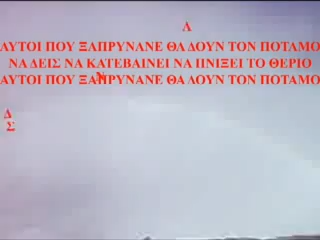 Λ
ΑΥΤΟΙ ΠΟΥ ΞΑΠΡΥΝΑΝΕ ΘΑ ΔΟΥΝ ΤΟΝ ΠΟΤΑΜΟ
ΝΑ ΔΕΙΣ ΝΑ ΚΑΤΕΒΑΙΝΕΙ ΝΑ ΠΝΙΞΕΙ ΤΟ ΘΕΡΙΟ
ΑΥΤΟΙ ΠΟΥ ΞΑΠΡΥΝΑΝΕ ΘΑ ΔΟΥΝ ΤΟΝ ΠΟΤΑΜΟ
Δ
Σ